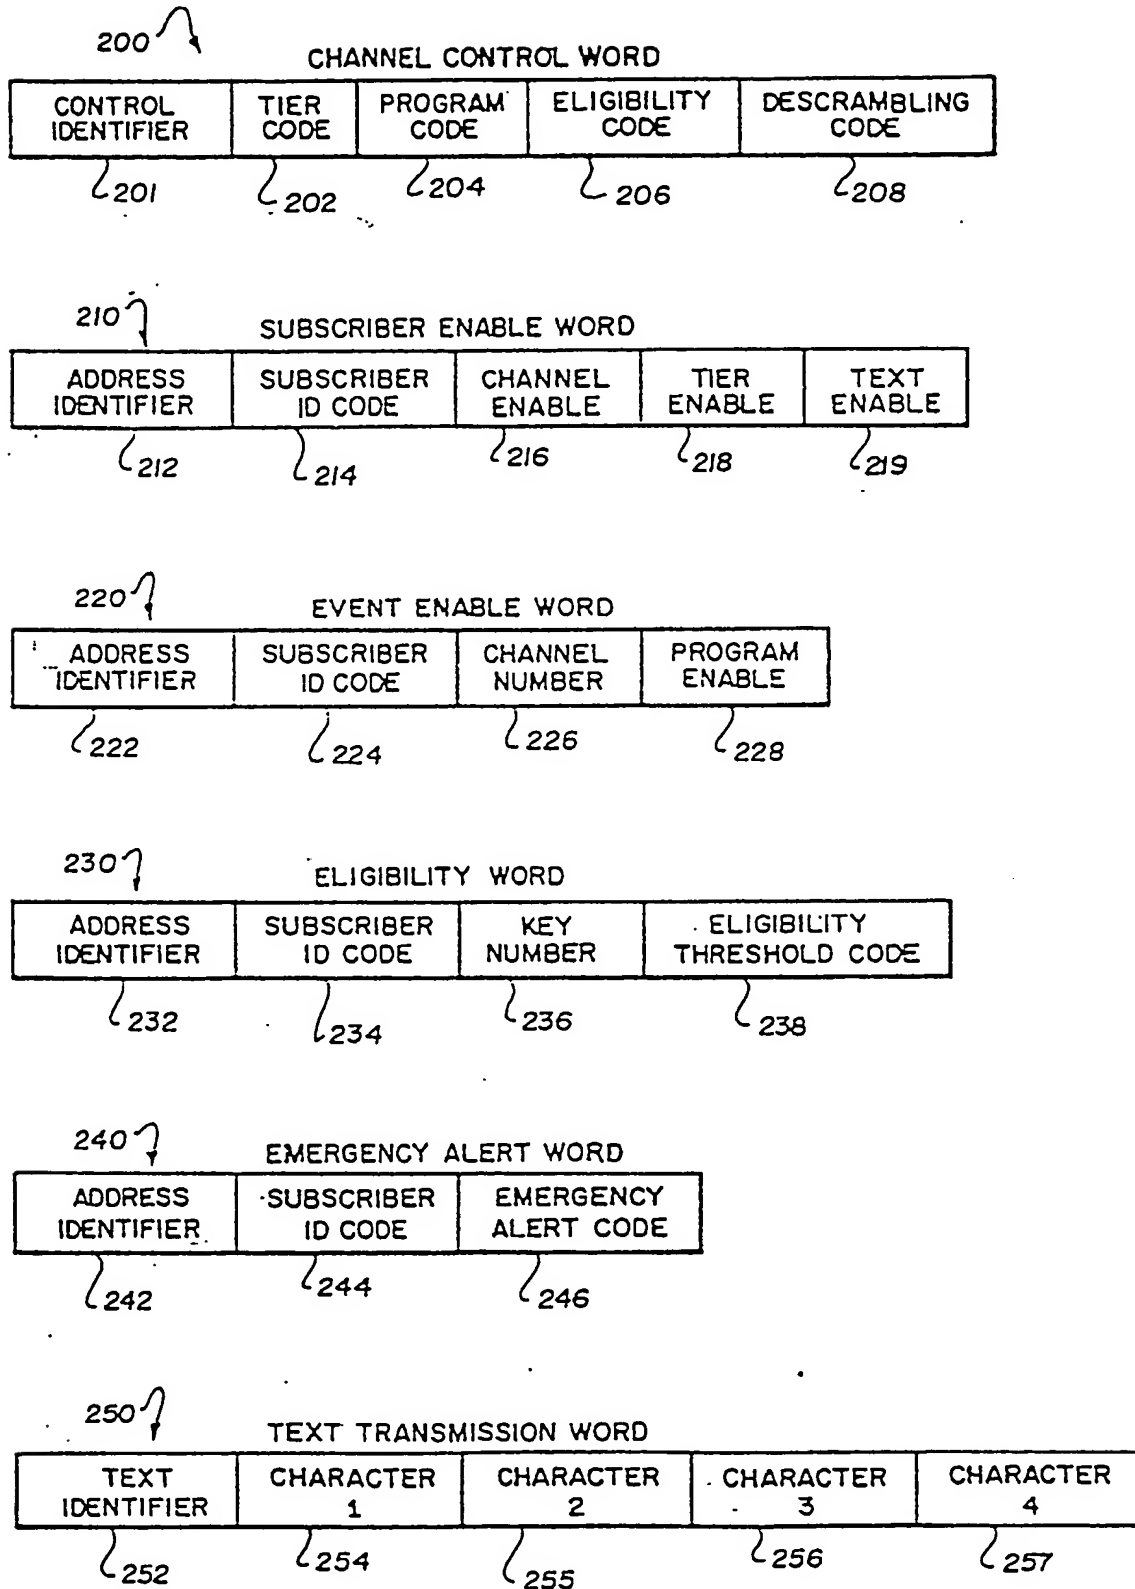 200
CHANNEL CONTROL WORD
CONTROL IDENTIFIER
TIER CODE
PROGRAM CODE
ELIGIBILITY CODE
DESCRAMBLING CODE
201
202
204
206
208
210
SUBSCRIBER ENABLE WORD
ADDRESS IDENTIFIER
SUBSCRIBER ID CODE
CHANNEL ENABLE
TIER ENABLE
TEXT ENABLE
212
214
216
218
219
220
EVENT ENABLE WORD
ADDRESS IDENTIFIER
SUBSCRIBER ID CODE
CHANNEL NUMBER
PROGRAM ENABLE
222
224
226
228
230
ELIGIBILITY WORD
ADDRESS IDENTIFIER
SUBSCRIBER ID CODE
KEY NUMBER
ELIGIBILITY THRESHOLD CODE
232
234
236
238
240
EMERGENCY ALERT WORD
ADDRESS IDENTIFIER
SUBSCRIBER ID CODE
EMERGENCY ALERT CODE
242
244
246
250
TEXT TRANSMISSION WORD
TEXT IDENTIFIER
CHARACTER 1
CHARACTER 2
CHARACTER 3
CHARACTER 4
252
254
255
256
257